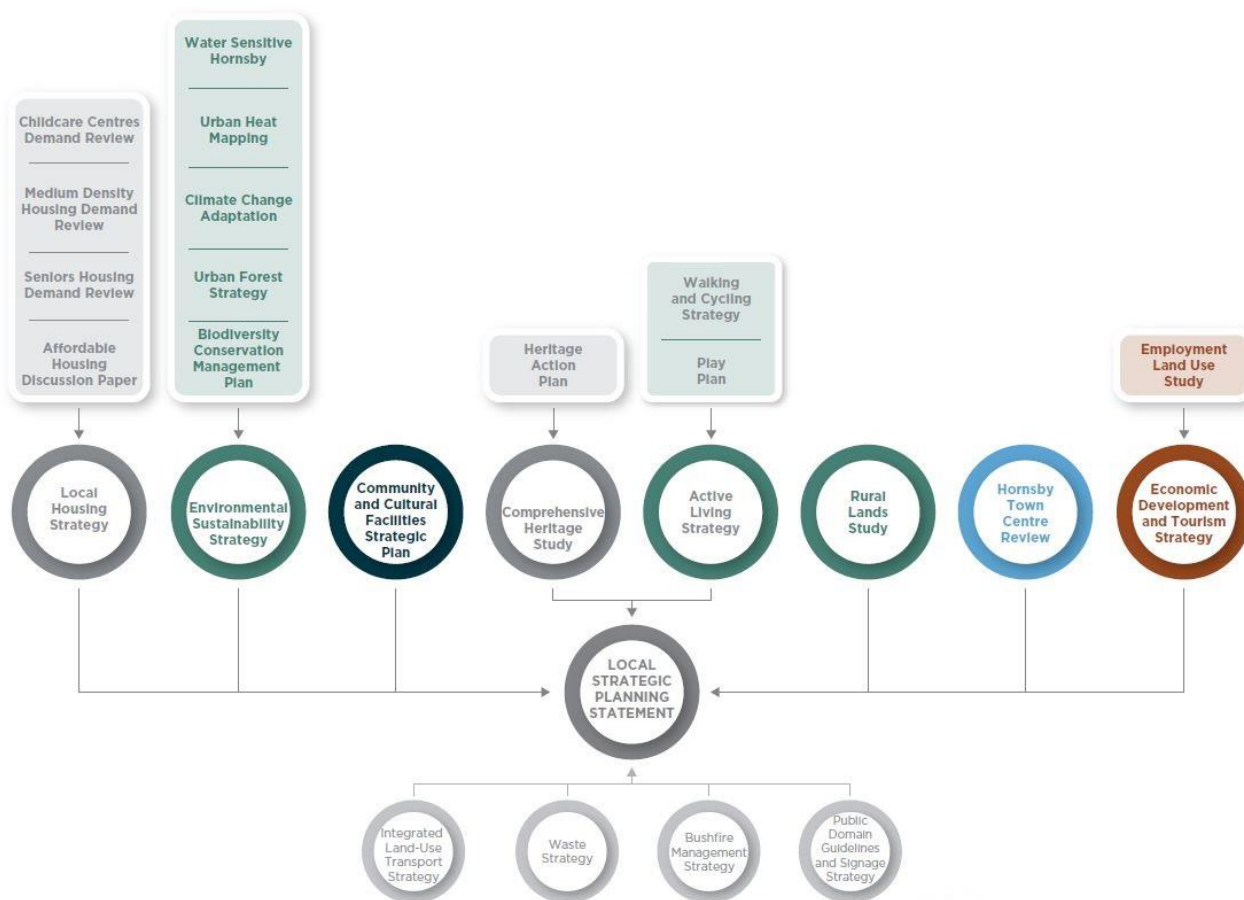 Childcare Centres
Demand Review
Medium Density
Housing Demand
Review
Seniors Housing
Demand Review
Affordable
Housing
Discussion Paper
Water Sensitive
Hornsby
Urban Heat
Mapping
Climate Change
Adaptation
Urban Forest
Strategy
Biodiversity
Conservation
Management
Plan
Heritage
Action
Plan
Walking
and Cycling
Strategy
Play
Plan
Employment
Land Use
Study
Local
Housing
Strategy
Environmental
Sustainability
Strategy
Community
and Cultural
Facilities
Strategic
Plan
Comprehensive
Heritage
Study
Active
Living
Strategy
Rural
Lands
Study
Hornsby
Town
Centre
Review
Economic
Development
and Tourism
Strategy
LOCAL
STRATEGIC
PLANNING
STATEMENT
Integrated
Land-Use
Transport
Strategy
Waste
Strategy
Bushfire
Management
Strategy
Public
Domain
Guidelines
and Signage
Strategy